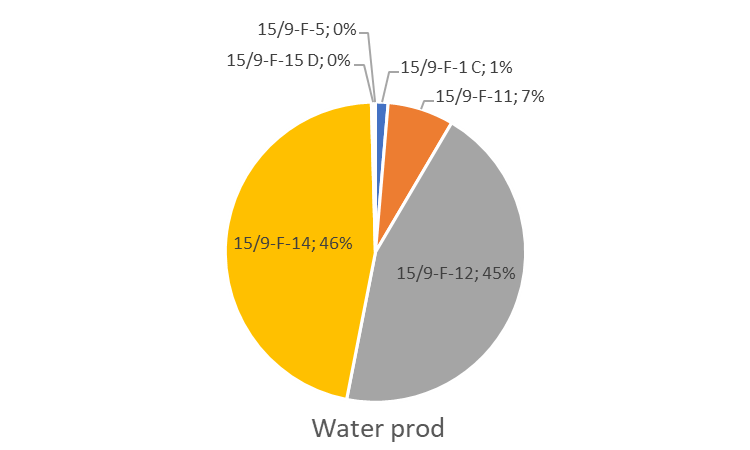 15/9-F-5; 0%
15/9-F-15 D; 0%
15/9-F-1 C; 1%
15/9-F-11; 7%
15/9-F-14; 46%
15/9-F-12; 45%
Water prod